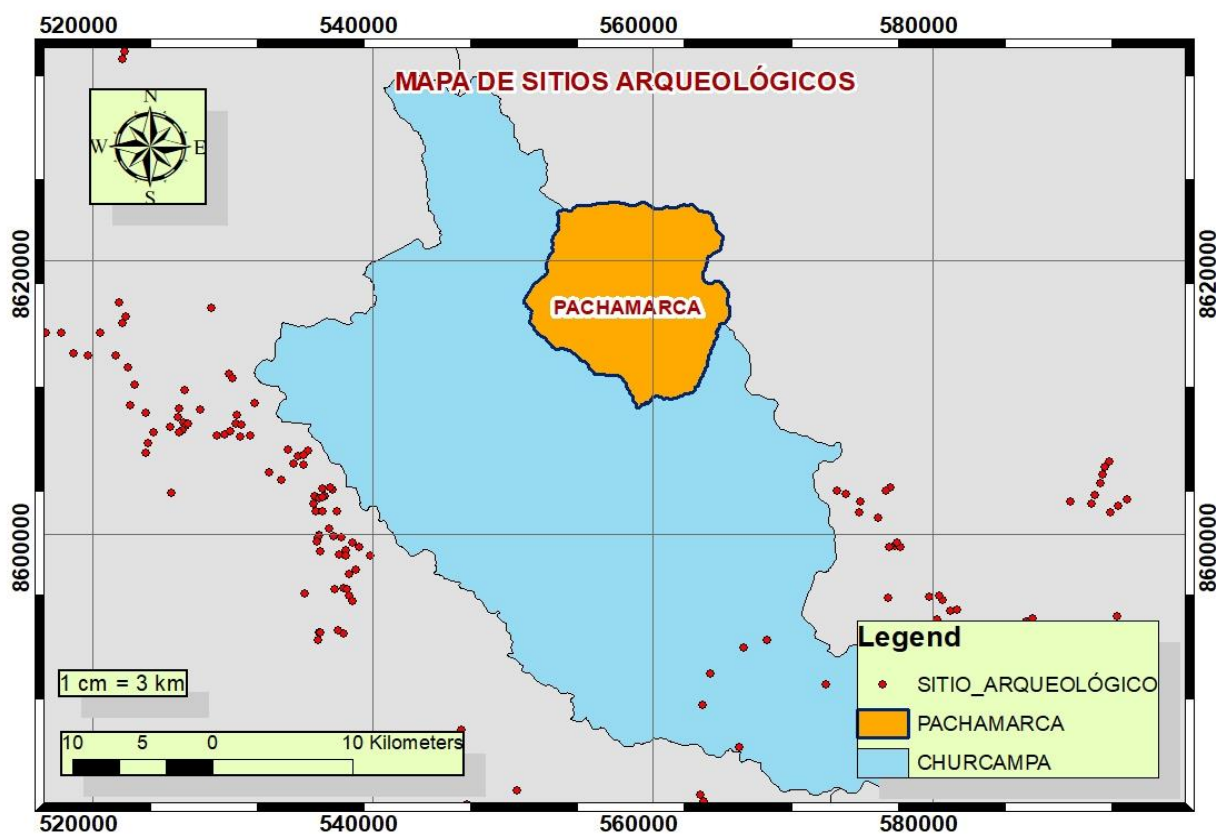 520000 540000 560000 580000
MAPA DE SITIOS ARQUEOLÓGICOS
N
W E
S
8620000 8620000
PACHAMARCA
8600000 8600000
Legend
SITIO_ARQUEOLÓGICO
PACHAMARCA
CHURCAMPA
1 cm = 3 km
10 5 0 10 Kilometers
520000 540000 560000 580000